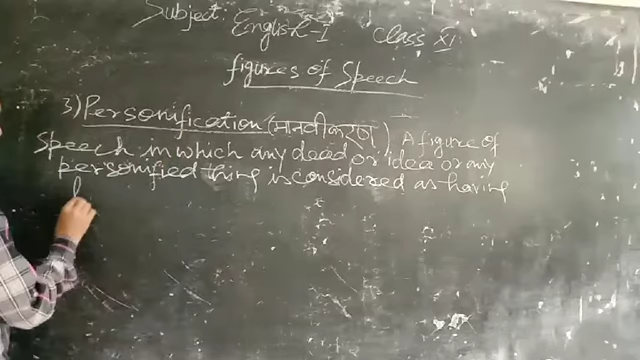 Subject: English-I Class XI
figures of Speech
3) Personification (मानवीकरण) A figure of
Speech in which any dead or idea or any
personified thing is considered as having
l